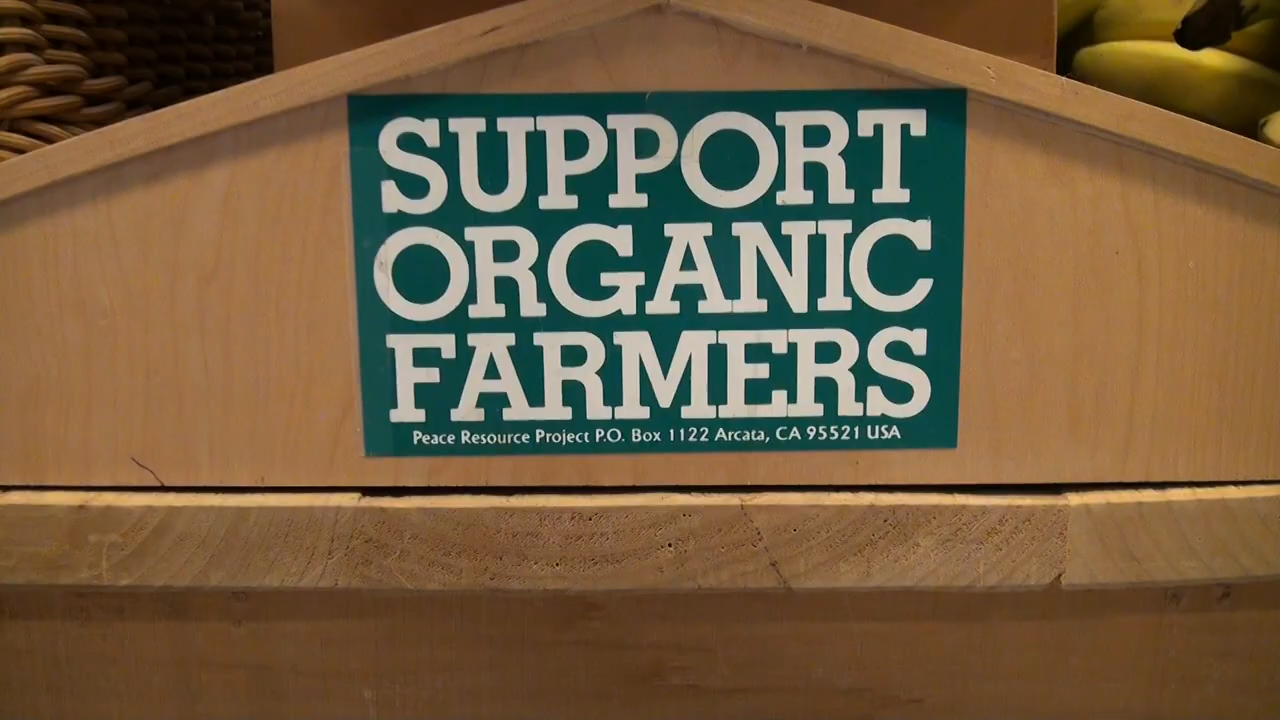 SUPPORT
ORGANIC
FARMERS
Peace Resource Project P.O. Box 1122 Arcata, CA 95521 USA